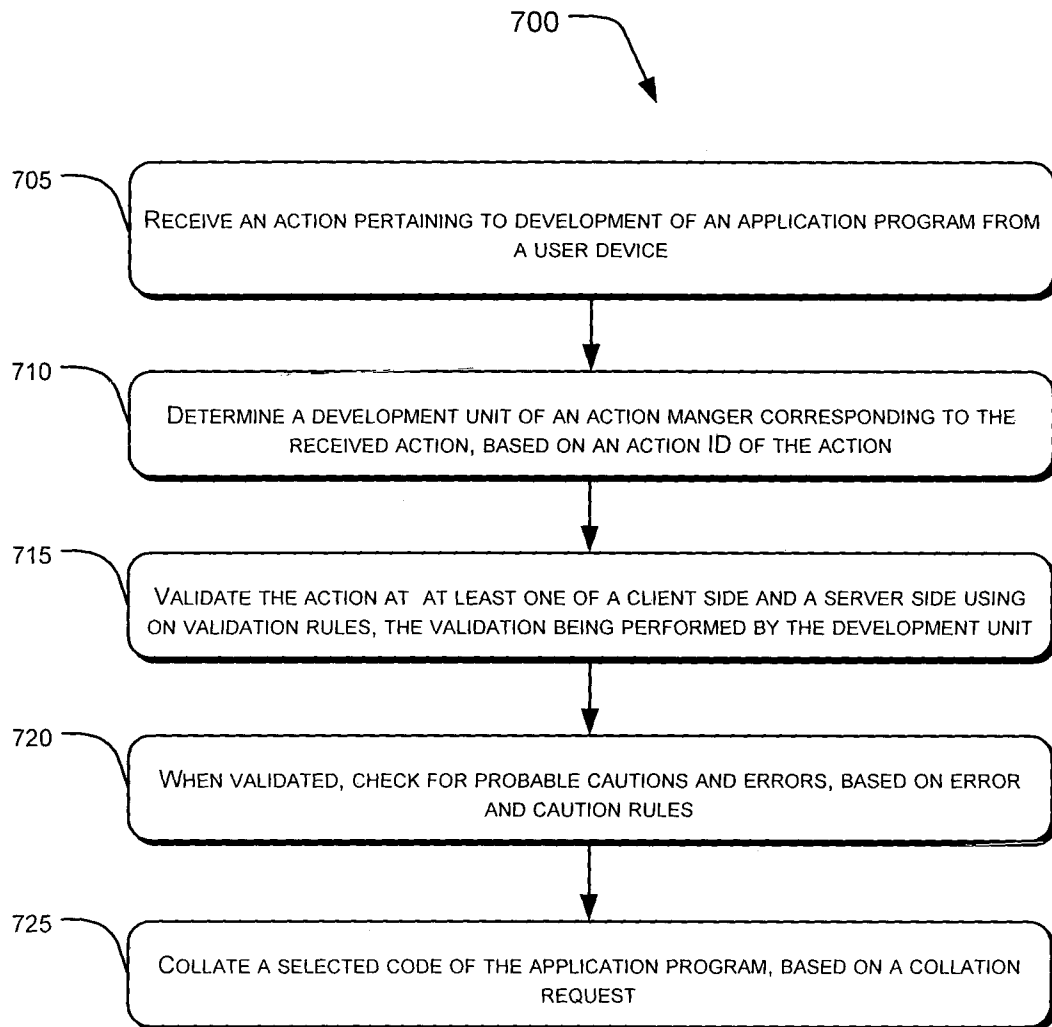 700
705
RECEIVE AN ACTION PERTAINING TO DEVELOPMENT OF AN APPLICATION PROGRAM FROM
A USER DEVICE
710
DETERMINE A DEVELOPMENT UNIT OF AN ACTION MANGER CORRESPONDING TO THE
RECEIVED ACTION, BASED ON AN ACTION ID OF THE ACTION
715
VALIDATE THE ACTION AT AT LEAST ONE OF A CLIENT SIDE AND A SERVER SIDE USING
ON VALIDATION RULES, THE VALIDATION BEING PERFORMED BY THE DEVELOPMENT UNIT
720
WHEN VALIDATED, CHECK FOR PROBABLE CAUTIONS AND ERRORS, BASED ON ERROR
AND CAUTION RULES
725
COLLATE A SELECTED CODE OF THE APPLICATION PROGRAM, BASED ON A COLLATION
REQUEST